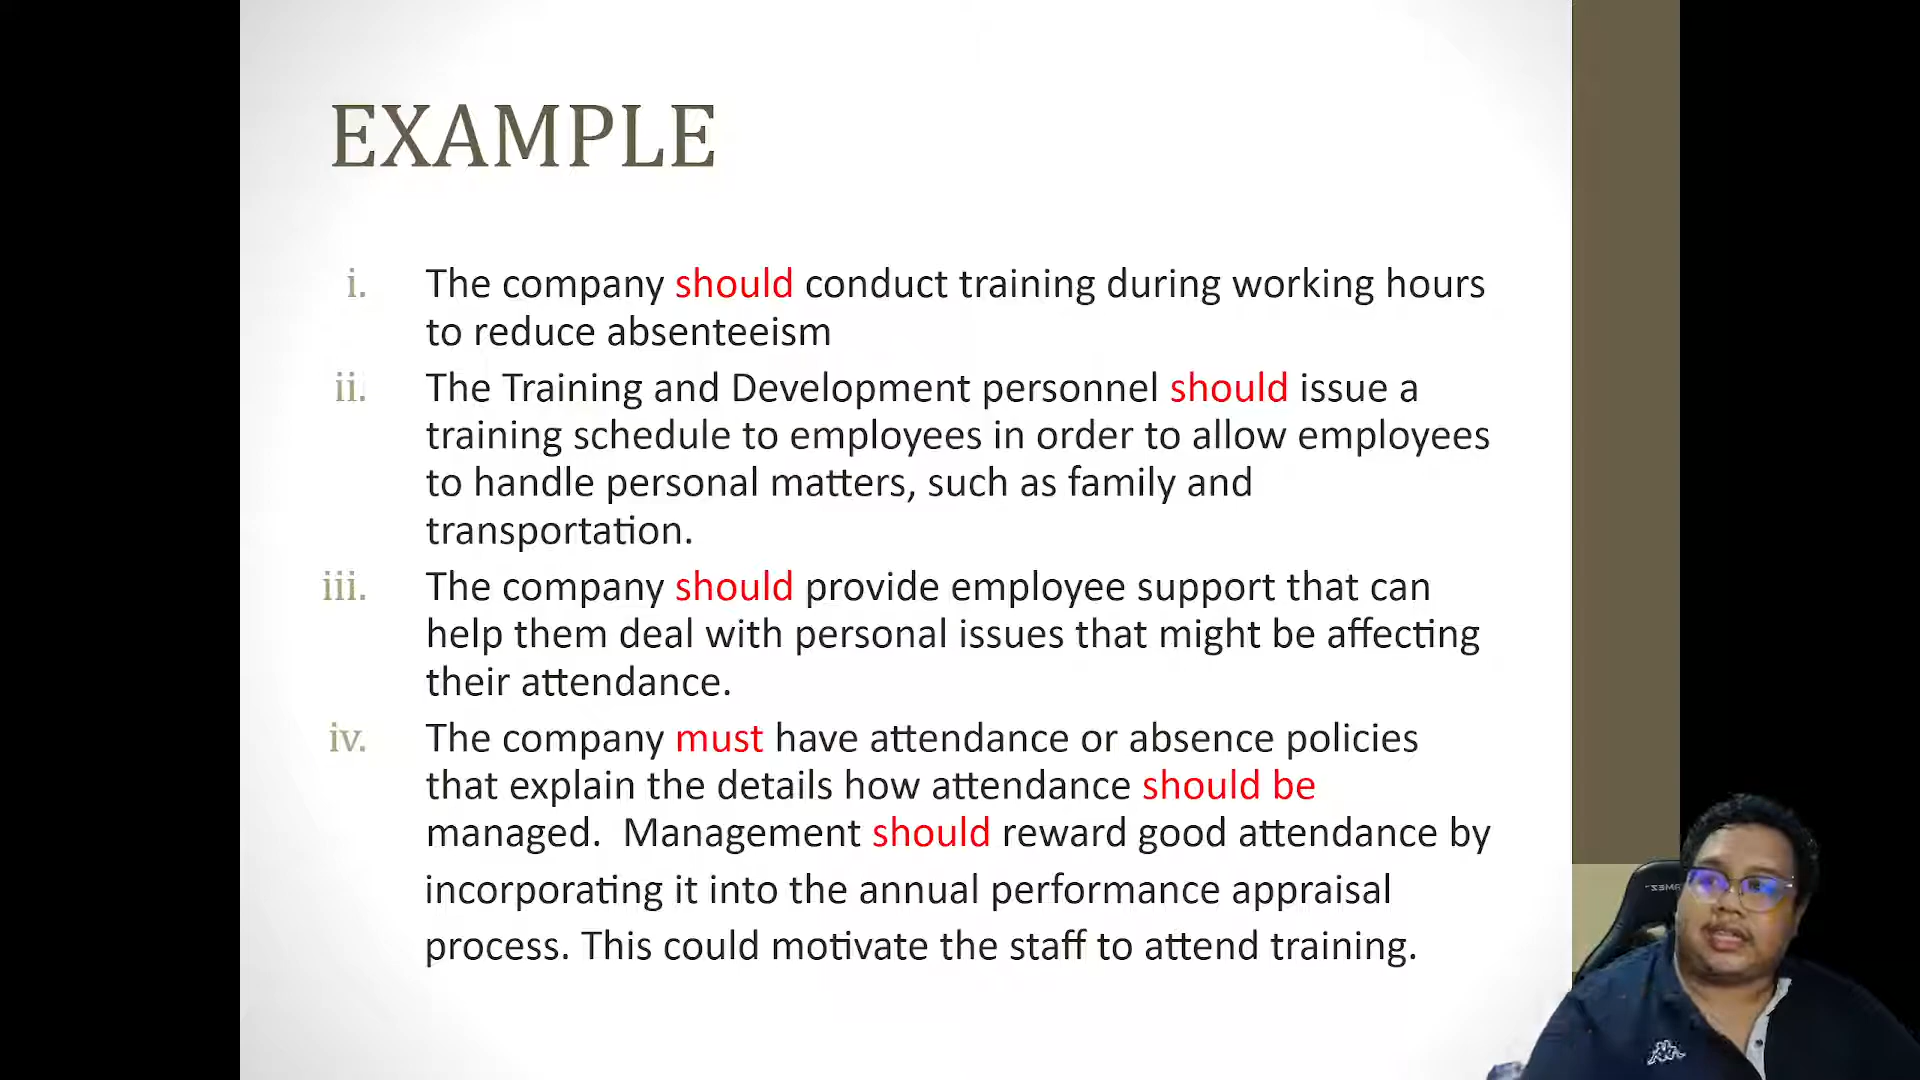 EXAMPLE
i. The company should conduct training during working hours
to reduce absenteeism
ii. The Training and Development personnel should issue a
training schedule to employees in order to allow employees
to handle personal matters, such as family and
transportation.
iii. The company should provide employee support that can
help them deal with personal issues that might be affecting
their attendance.
iv. The company must have attendance or absence policies
that explain the details how attendance should be
managed.  Management should reward good attendance by
incorporating it into the annual performance appraisal
process. This could motivate the staff to attend training.